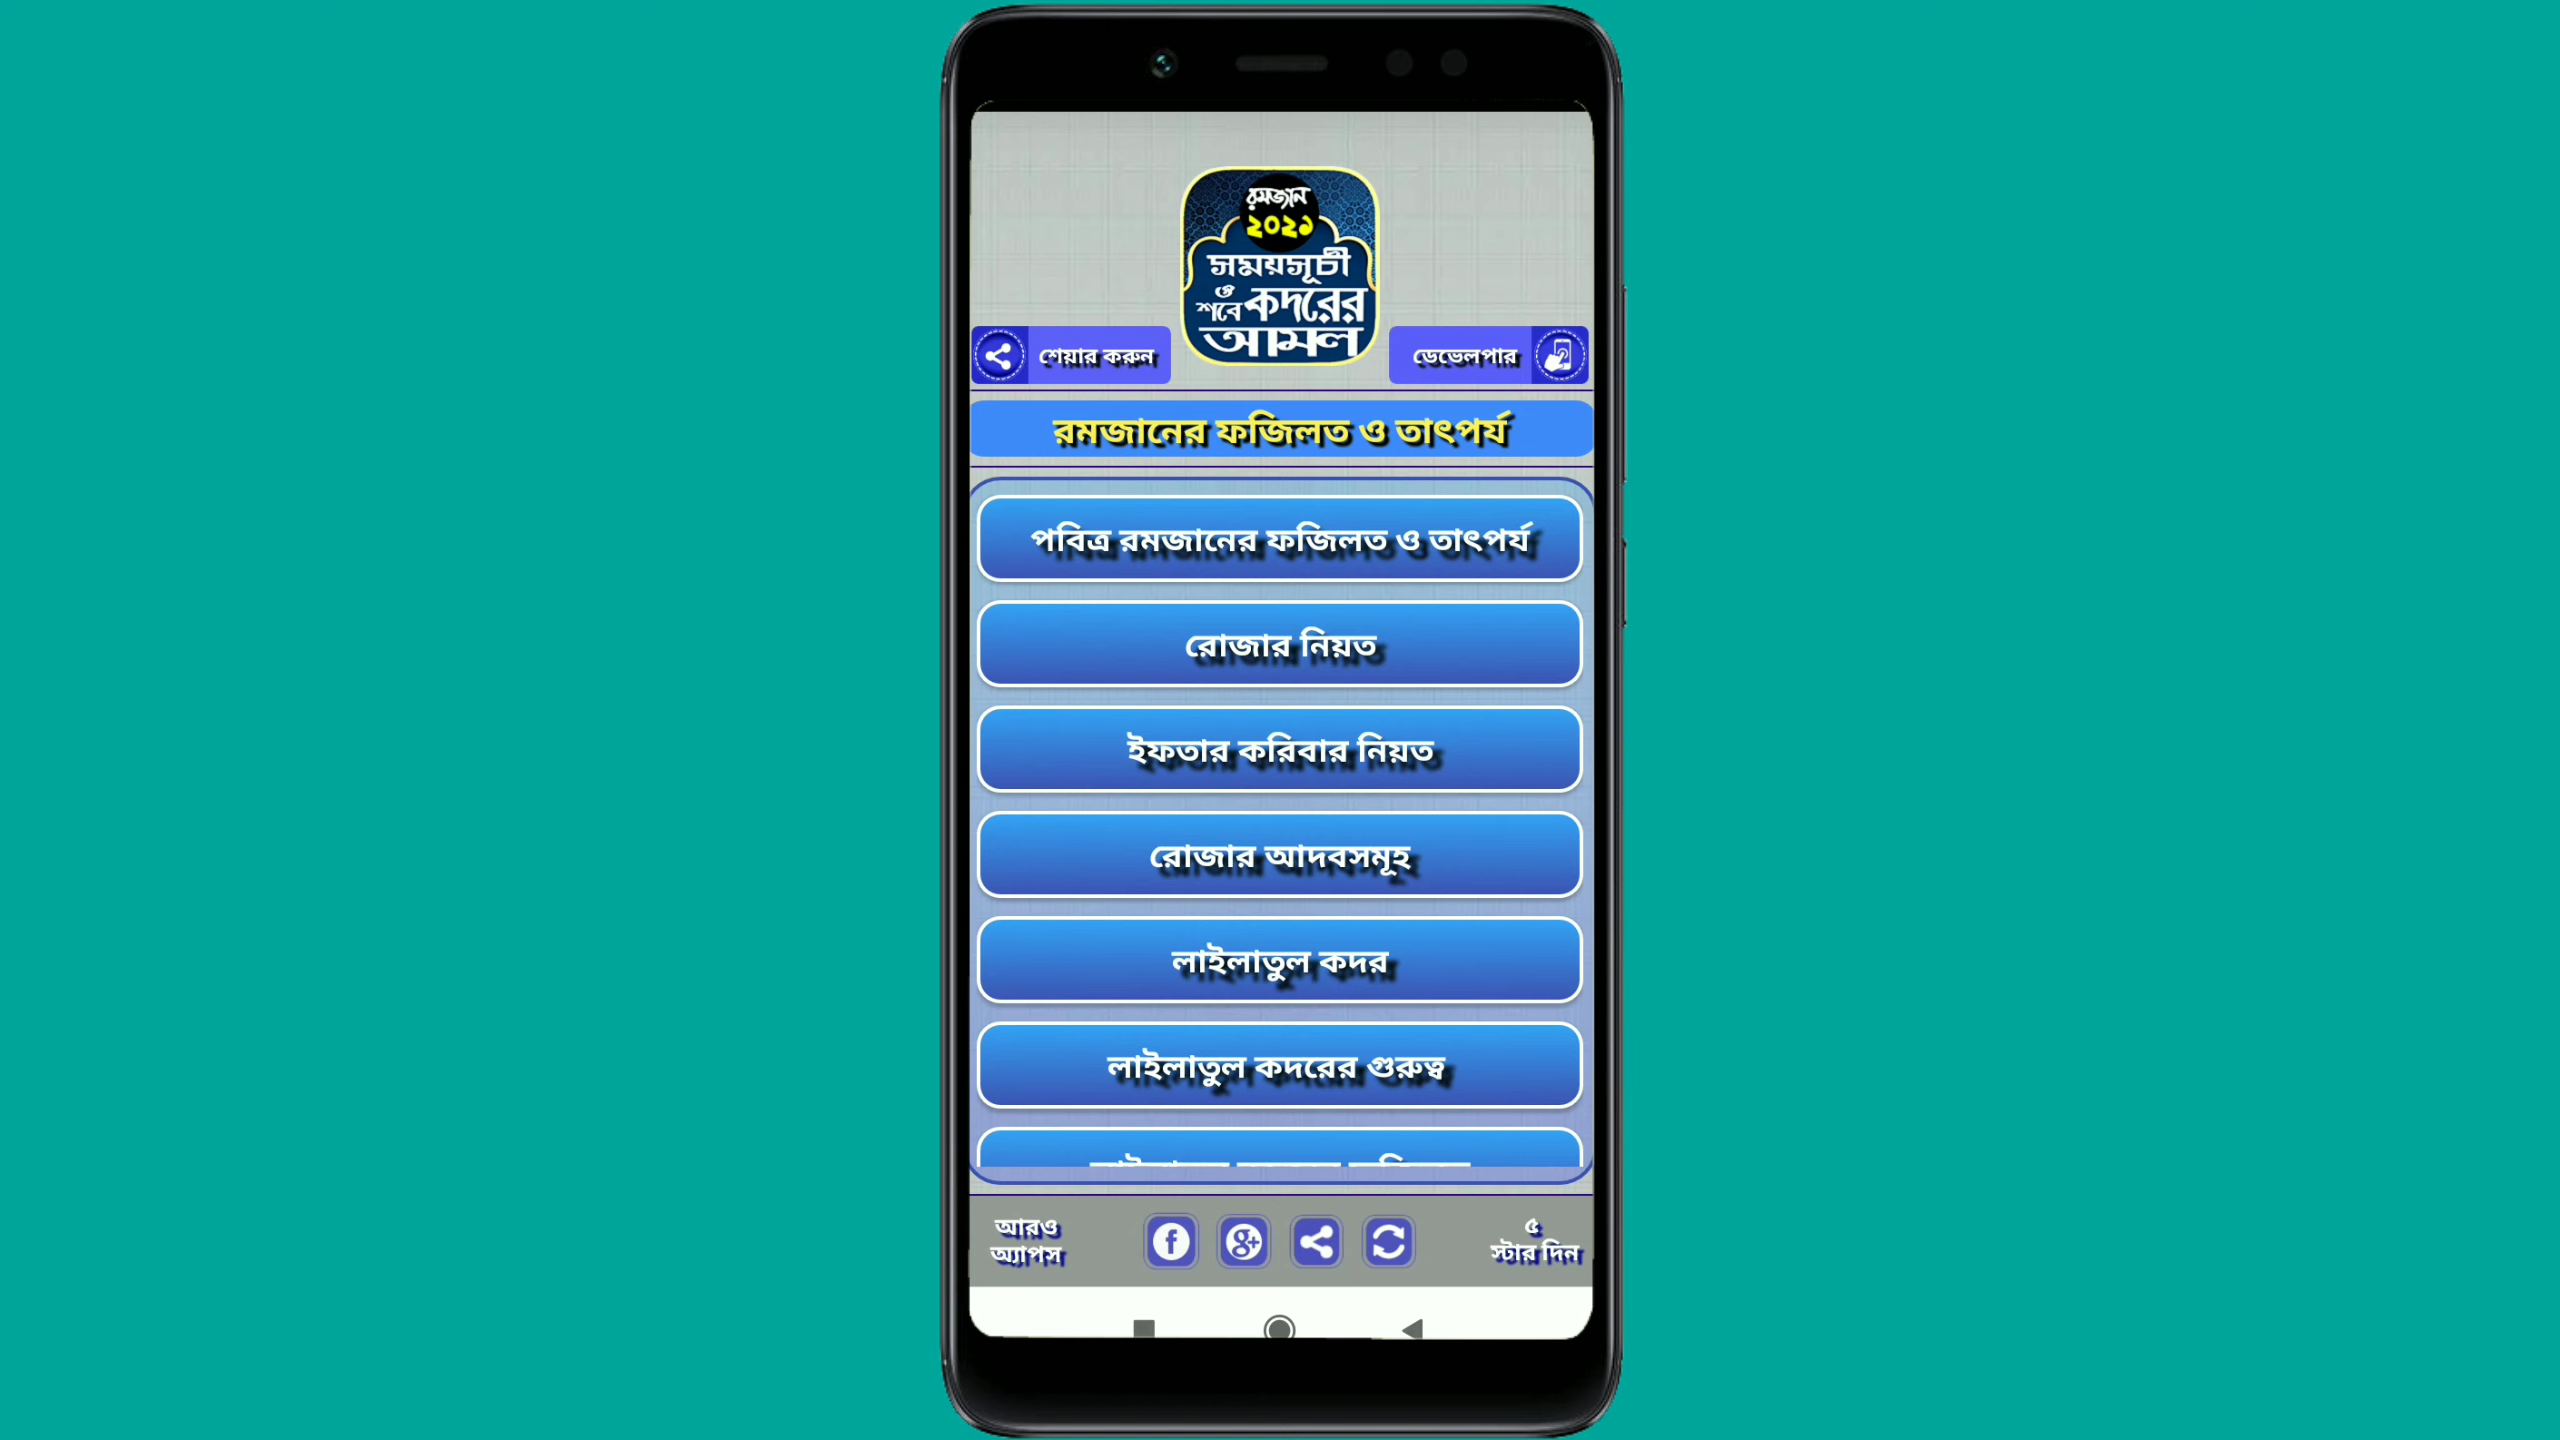 রমজান
২০২১
সময়সূচী
ও
শবে কদরের
আমল
শেয়ার করুন
ডেভেলপার
রমজানের ফজিলত ও তাৎপর্য
পবিত্র রমজানের ফজিলত ও তাৎপর্য
রোজার নিয়ত
ইফতার করিবার নিয়ত
রোজার আদবসমূহ
লাইলাতুল কদর
লাইলাতুল কদরের গুরুত্ব
আরও
অ্যাপস
৫
স্টার দিন